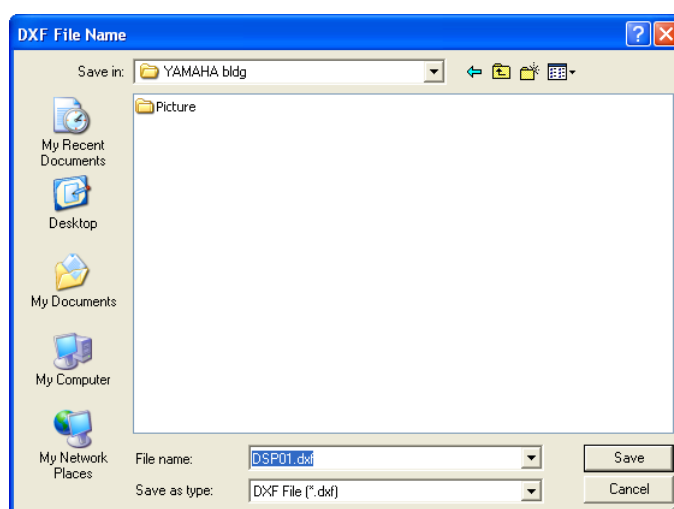 DXF File Name
Save in: YAMAHA bldg
Picture
My Recent
Documents
Desktop
My Documents
My Computer
My Network
Places
File name: DSP01.dxf Save
Save as type: DXF File (*.dxf) Cancel